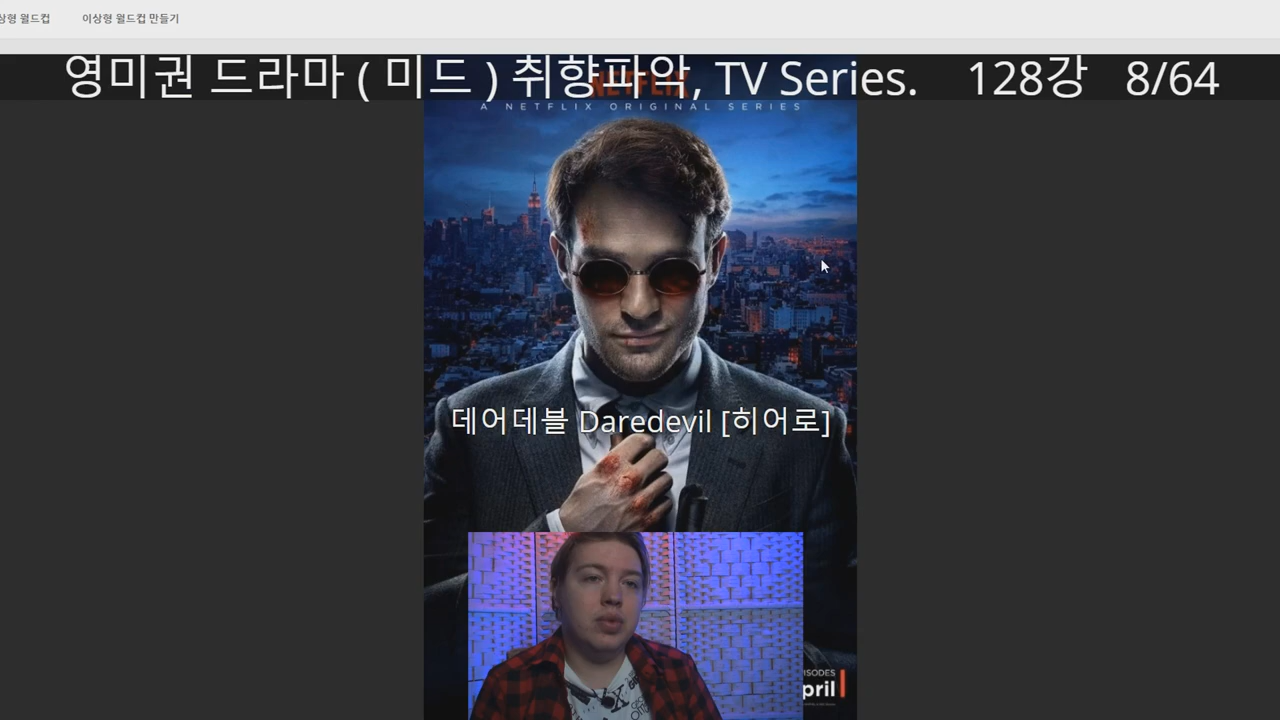 상형 월드컵 이상형 월드컵 만들기
영미권 드라마 ( 미드 ) 취향파악, TV Series. 128강 8/64
NETFLIX
A NETFLIX ORIGINAL SERIES
데어데블 Daredevil [히어로]
ISODES
pril